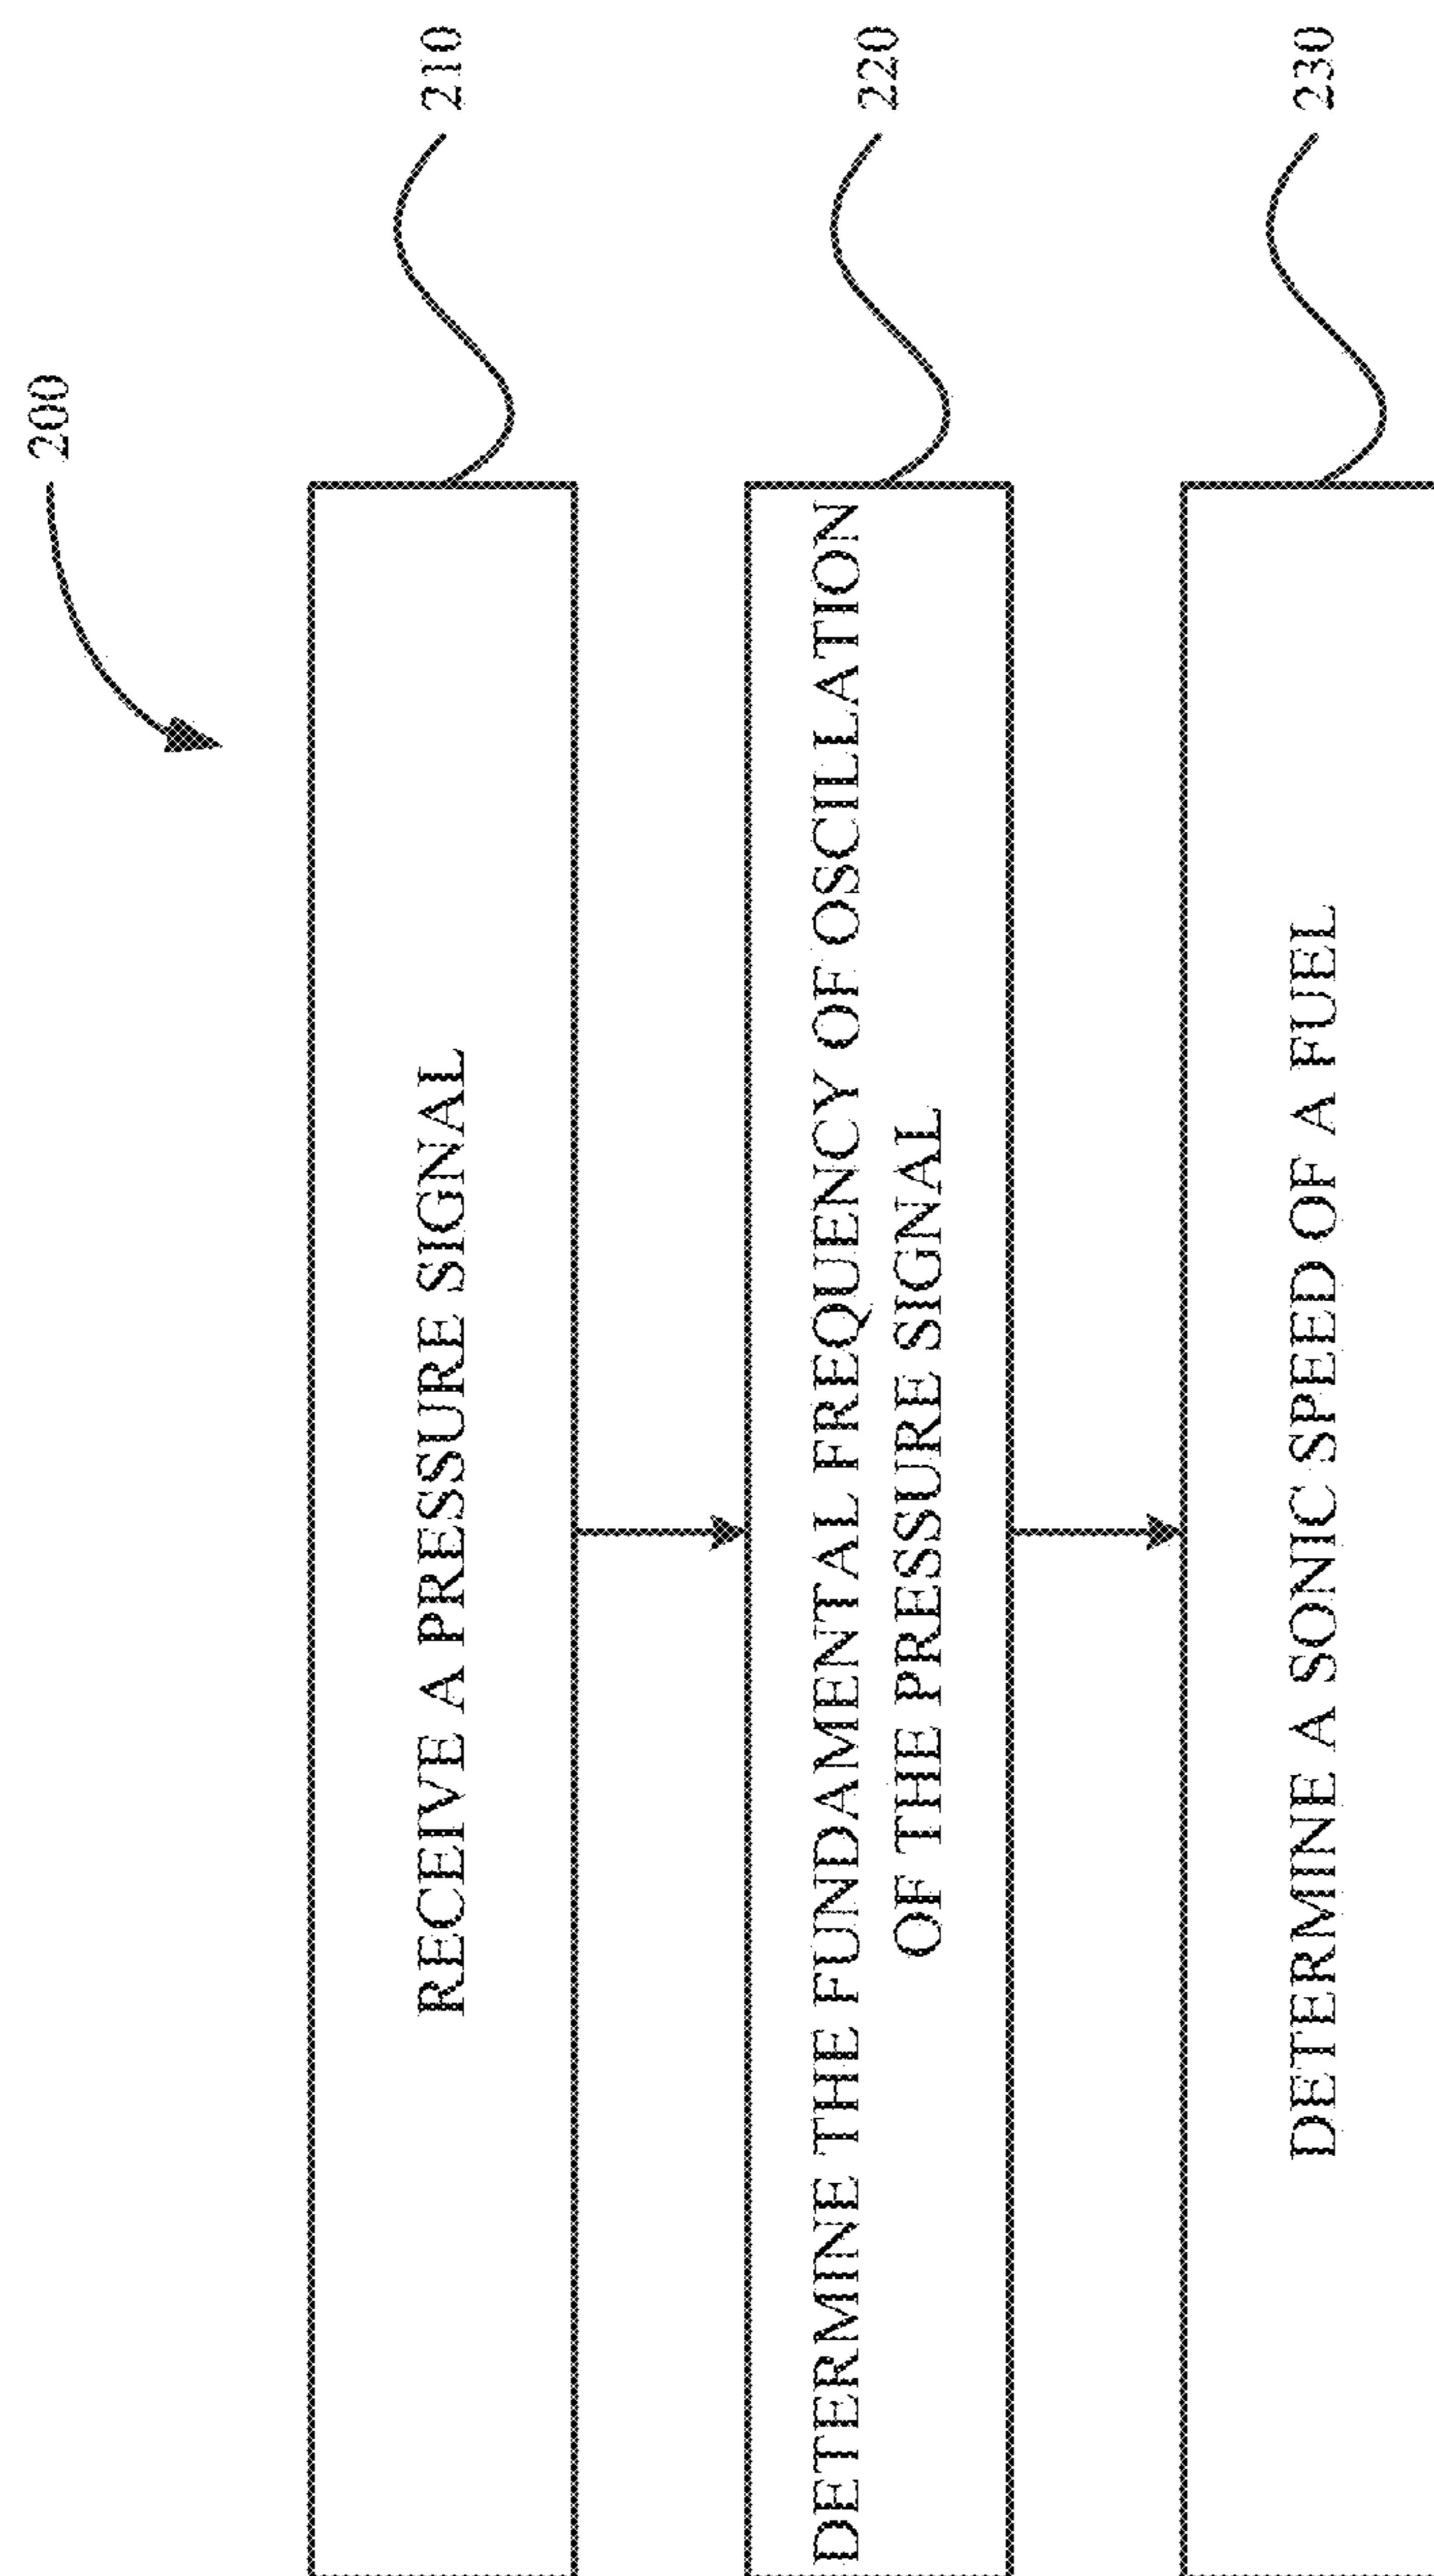 200
RECEIVE A PRESSURE SIGNAL
210
DETERMINE THE FUNDAMENTAL FREQUENCY OF OSCILLATION
OF THE PRESSURE SIGNAL
220
DETERMINE A SONIC SPEED OF A FUEL
230